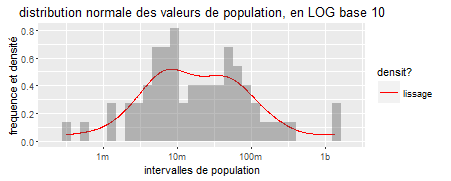 distribution normale des valeurs de population, en LOG base 10
frequence et densité
0.8
0.6
0.4
0.2
0.0
1m
10m
100m
1b
intervalles de population
densit?
lissage